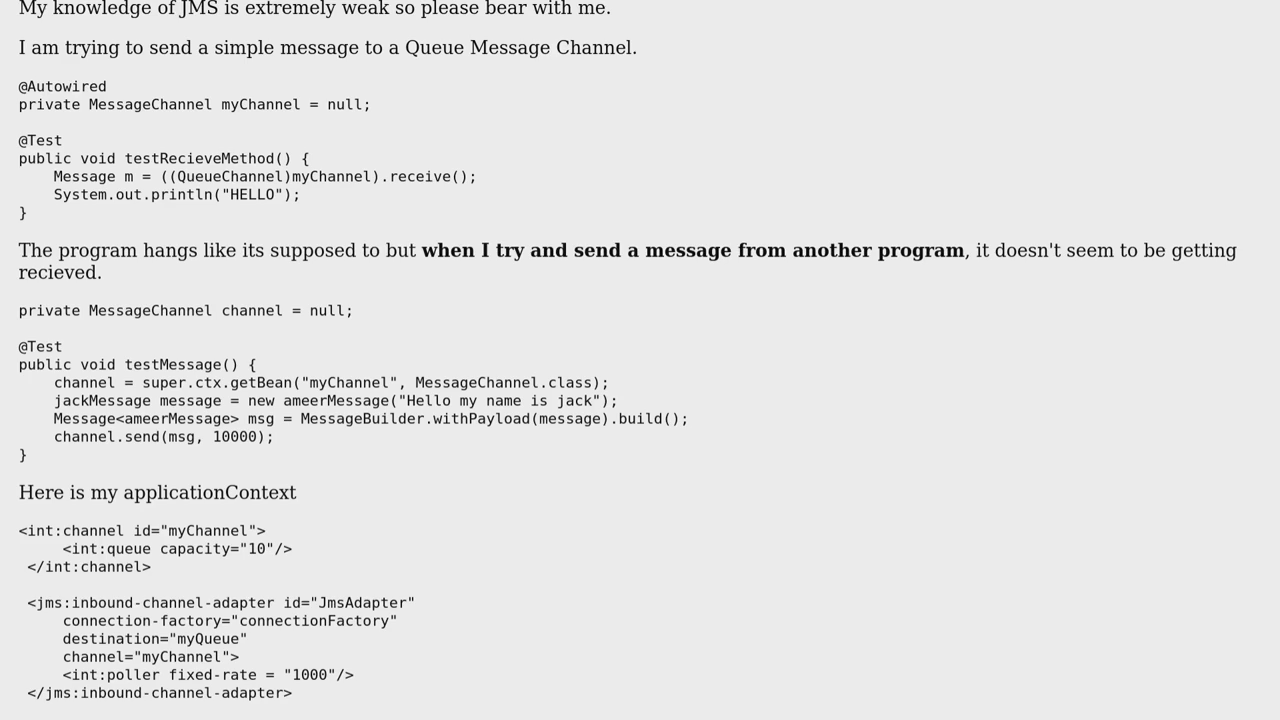 My knowledge of JMS is extremely weak so please bear with me.
I am trying to send a simple message to a Queue Message Channel.
@Autowired
private MessageChannel myChannel = null;
@Test
public void testRecieveMethod() {
    Message m = ((QueueChannel)myChannel).receive();
    System.out.println("HELLO");
}
The program hangs like its supposed to but when I try and send a message from another program, it doesn't seem to be getting
recieved.
private MessageChannel channel = null;
@Test
public void testMessage() {
    channel = super.ctx.getBean("myChannel", MessageChannel.class);
    jackMessage message = new ameerMessage("Hello my name is jack");
    Message<ameerMessage> msg = MessageBuilder.withPayload(message).build();
    channel.send(msg, 10000);
}
Here is my applicationContext
<int:channel id="myChannel">
     <int:queue capacity="10"/>
 </int:channel>
 <jms:inbound-channel-adapter id="JmsAdapter"
     connection-factory="connectionFactory"
     destination="myQueue"
     channel="myChannel">
     <int:poller fixed-rate = "1000"/>
 </jms:inbound-channel-adapter>